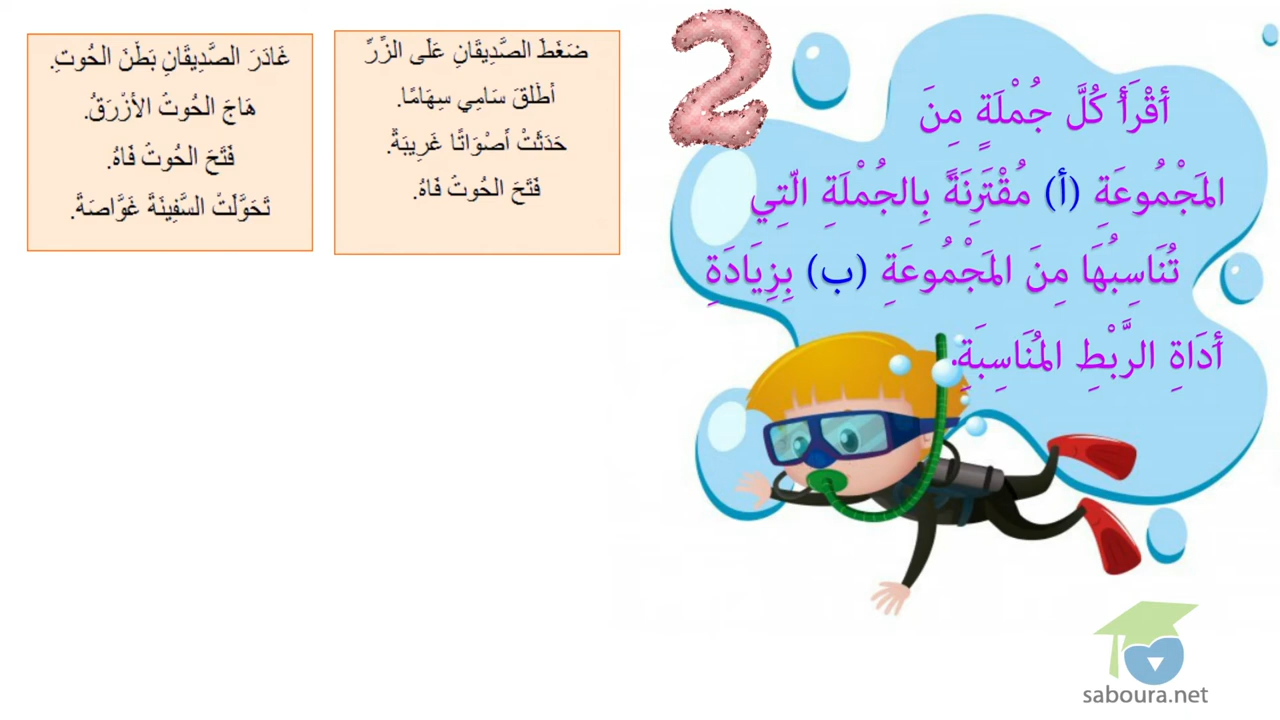 2
أَقْرَأُ كُلَّ جُمْلَةٍ مِنَ
المَجْمُوعَةِ (أ) مُقْتَرِنَةً بِالجُمْلَةِ الّتِي
تُنَاسِبُهَا مِنَ المَجْمُوعَةِ (ب) بِزِيَادَةِ
أَدَاةِ الرَّبْطِ المُنَاسِبَةِ.
ضَغَطَ الصَّدِيقَانِ عَلَى الزِّرِّ
أَطْلَقَ سَامِي سِهَامًا.
حَدَثَتْ أَصْوَاتًا غَرِيبَةً.
فَتَحَ الحُوتُ فَاهُ.
غَادَرَ الصَّدِيقَانِ بَطْنَ الحُوتِ.
هَاجَ الحُوتُ الأزْرَقُ.
فَتَحَ الحُوتُ فَاهُ.
تَحَوَّلَتْ السَّفِينَةُ غَوَّاصَةً.
saboura.net